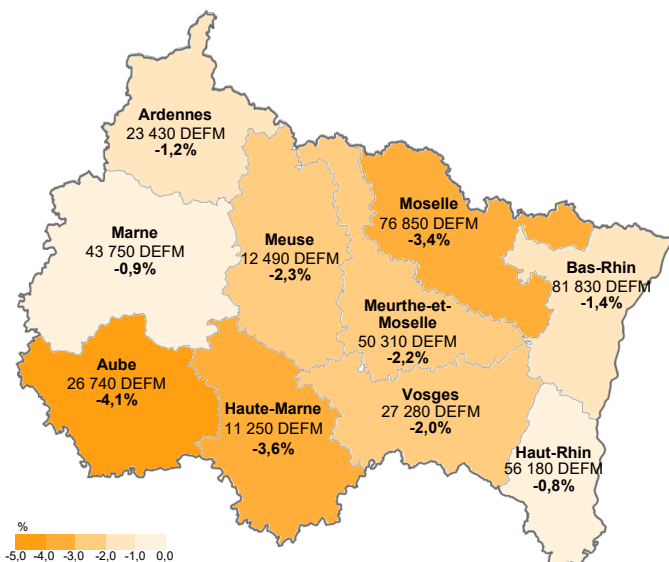 Ardennes
23 430 DEFM
-1,2%
Marne
43 750 DEFM
-0,9%
Meuse
12 490 DEFM
-2,3%
Moselle
76 850 DEFM
-3,4%
Bas-Rhin
81 830 DEFM
-1,4%
Meurthe-et-
Moselle
50 310 DEFM
-2,2%
Aube
26 740 DEFM
-4,1%
Haute-Marne
11 250 DEFM
-3,6%
Vosges
27 280 DEFM
-2,0%
Haut-Rhin
56 180 DEFM
-0,8%
%
-5,0 -4,0 -3,0 -2,0 -1,0 0,0